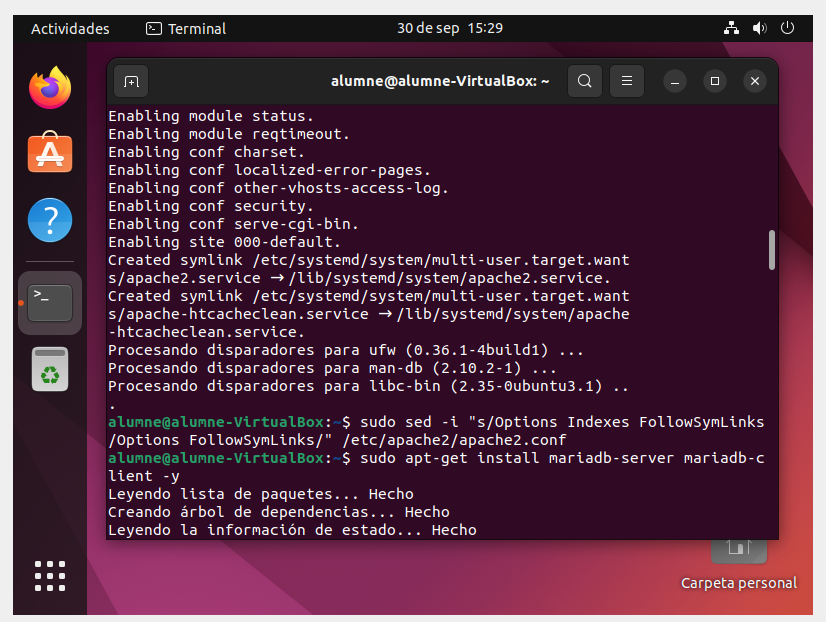 Actividades
Terminal
30 de sep 15:29
alumne@alumne-VirtualBox: ~
Enabling module status.
Enabling module reqtimeout.
Enabling conf charset.
Enabling conf localized-error-pages.
Enabling conf other-vhosts-access-log.
Enabling conf security.
Enabling conf serve-cgi-bin.
Enabling site 000-default.
Created symlink /etc/systemd/system/multi-user.target.want
s/apache2.service → /lib/systemd/system/apache2.service.
Created symlink /etc/systemd/system/multi-user.target.want
s/apache-htcacheclean.service → /lib/systemd/system/apache
-htcacheclean.service.
Procesando disparadores para ufw (0.36.1-4build1) ...
Procesando disparadores para man-db (2.10.2-1) ...
Procesando disparadores para libc-bin (2.35-0ubuntu3.1) ..
.
alumne@alumne-VirtualBox:~$ sudo sed -i "s/Options Indexes FollowSymLinks
/Options FollowSymLinks/" /etc/apache2/apache2.conf
alumne@alumne-VirtualBox:~$ sudo apt-get install mariadb-server mariadb-c
lient -y
Leyendo lista de paquetes... Hecho
Creando árbol de dependencias... Hecho
Leyendo la información de estado... Hecho
Carpeta personal